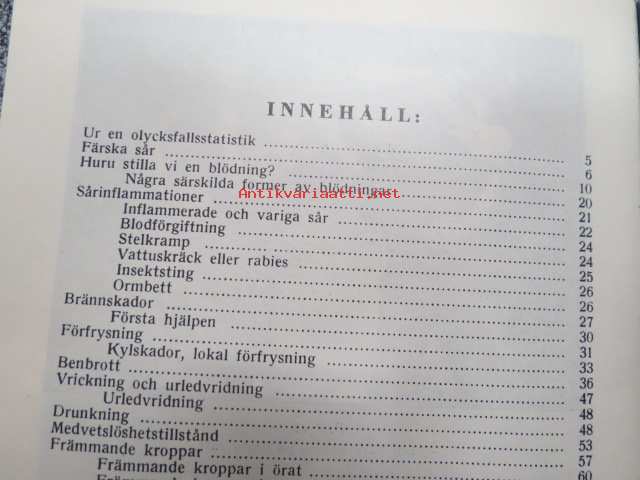 INNEHÅLL:
Ur en olycksfallsstatistik 5
Färska sår 6
Huru stilla vi en blödning? 10
Några särskilda former av blödningar 20
Antikvariaatti.net
Sårinflammationer 21
Inflammerade och variga sår 22
Blodförgiftning 24
Stelkramp 24
Vattuskräck eller rabies 25
Insektsting 26
Ormbett 26
Brännskador 27
Första hjälpen 30
Förfrysning 31
Kylskador, lokal förfrysning 33
Benbrott 36
Vrickning och urledvridning 47
Urledvridning 48
Drunkning 48
Medvetslöshetstillstånd 53
Främmande kroppar 57
Främmande kroppar i örat 60